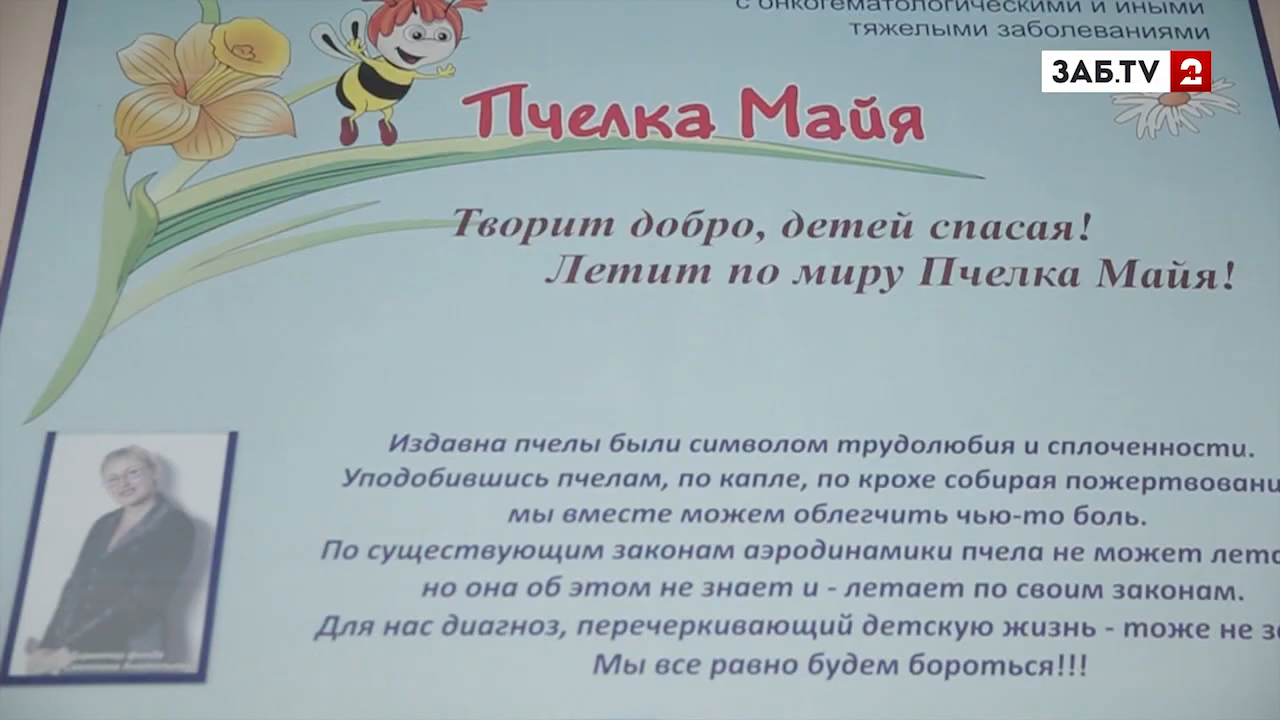 с онкогематологическими и иными
тяжелыми заболеваниями
ЗАБ.TV 24
Пчелка Майя
Творит добро, детей спасая!
Летит по миру Пчелка Майя!
Издавна пчелы были символом трудолюбия и сплоченности.
Уподобившись пчелам, по капле, по крохе собирая
мы вместе можем облегчить чью-то боль.
По существующим законам аэродинамики пчела не может
но она об этом не знает и - летает по своим законам.
Для нас диагноз, перечеркивающий детскую жизнь - тоже не
Мы все равно будем бороться!!!